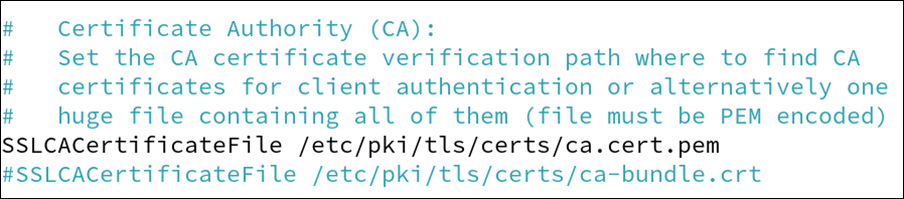 #   Certificate Authority (CA):
#   Set the CA certificate verification path where to find CA
#   certificates for client authentication or alternatively one
#   huge file containing all of them (file must be PEM encoded)
SSLCACertificateFile /etc/pki/tls/certs/ca.cert.pem
#SSLCACertificateFile /etc/pki/tls/certs/ca-bundle.crt